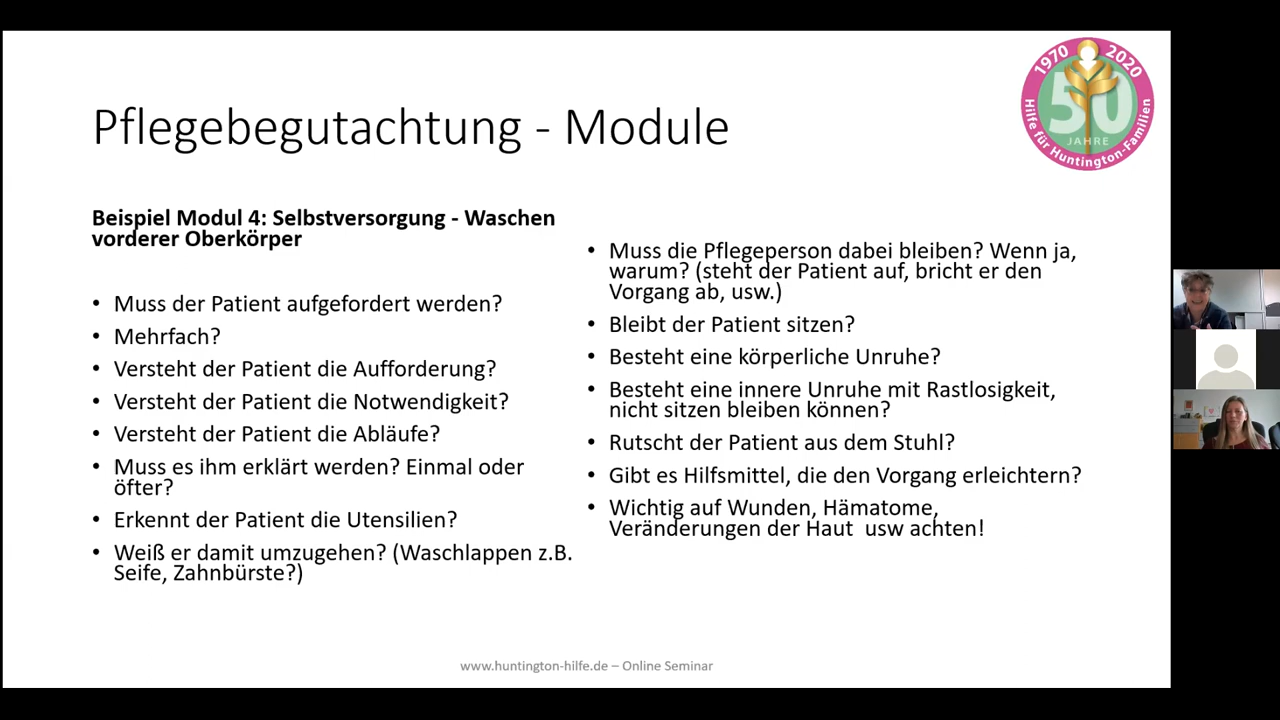 1970 2020
50
JAHRE
Hilfe für Huntington-Familien
Pflegebegutachtung - Module
Beispiel Modul 4: Selbstversorgung - Waschen
vorderer Oberkörper
• Muss der Patient aufgefordert werden?
• Mehrfach?
• Versteht der Patient die Aufforderung?
• Versteht der Patient die Notwendigkeit?
• Versteht der Patient die Abläufe?
• Muss es ihm erklärt werden? Einmal oder
öfter?
• Erkennt der Patient die Utensilien?
• Weiß er damit umzugehen? (Waschlappen z.B.
Seife, Zahnbürste?)
• Muss die Pflegeperson dabei bleiben? Wenn ja,
warum? (steht der Patient auf, bricht er den
Vorgang ab, usw.)
• Bleibt der Patient sitzen?
• Besteht eine körperliche Unruhe?
• Besteht eine innere Unruhe mit Rastlosigkeit,
nicht sitzen bleiben können?
• Rutscht der Patient aus dem Stuhl?
• Gibt es Hilfsmittel, die den Vorgang erleichtern?
• Wichtig auf Wunden, Hämatome,
Veränderungen der Haut  usw achten!
www.huntington-hilfe.de – Online Seminar